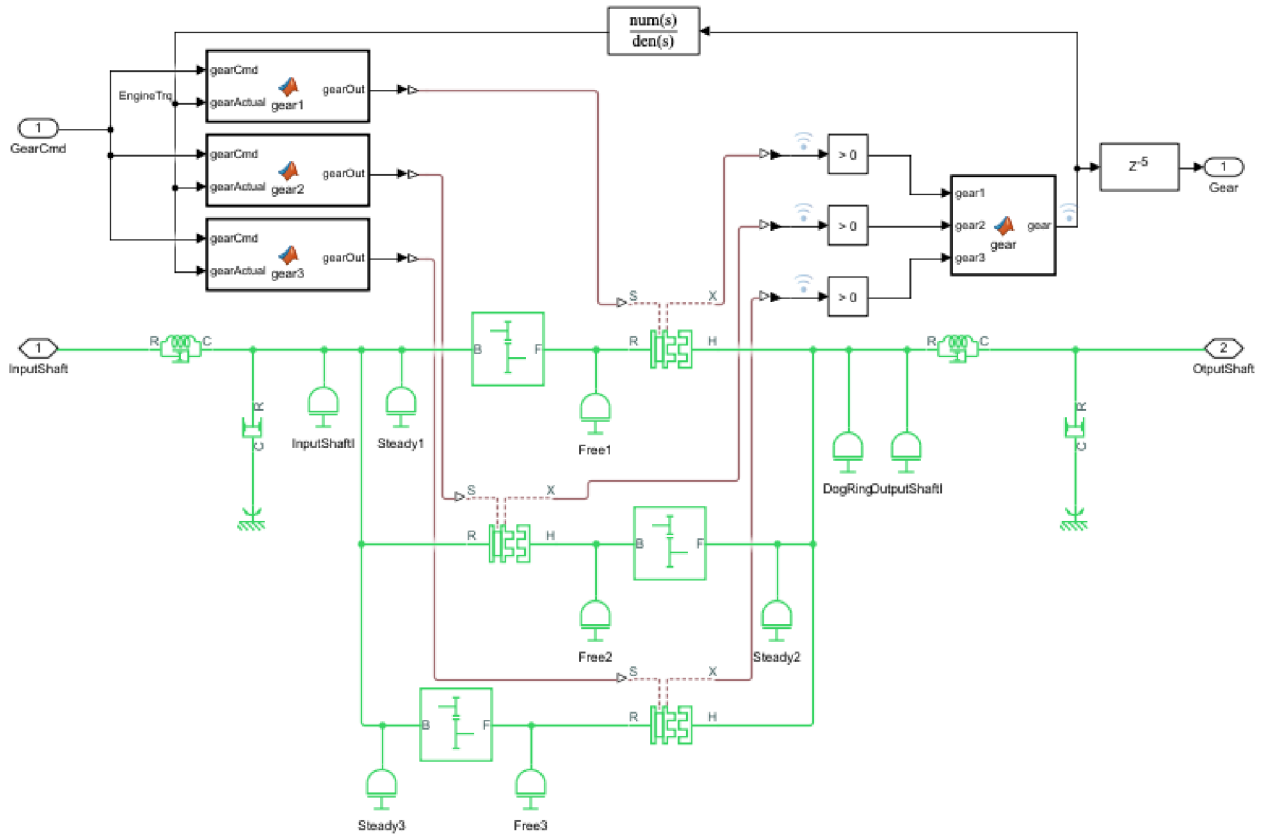 num(s)
den(s)
gearCmd
gearOut
EngineTrq
gearActual
gear1
1
GearCmd
gearCmd
gearOut
gearActual
gear2
gearCmd
gearOut
gearActual
gear3
> 0
> 0
> 0
gear1
gear2
gear
gear3
gear
Z-5
1
Gear
S
X
1
InputShaft
R
C
B
F
R
H
R
C
2
OtputShaft
R
C
InputShaftI
Steady1
Free1
R
C
DogRing
OutputShaftI
S
X
R
H
B
F
Free2
Steady2
S
X
B
F
R
H
Steady3
Free3